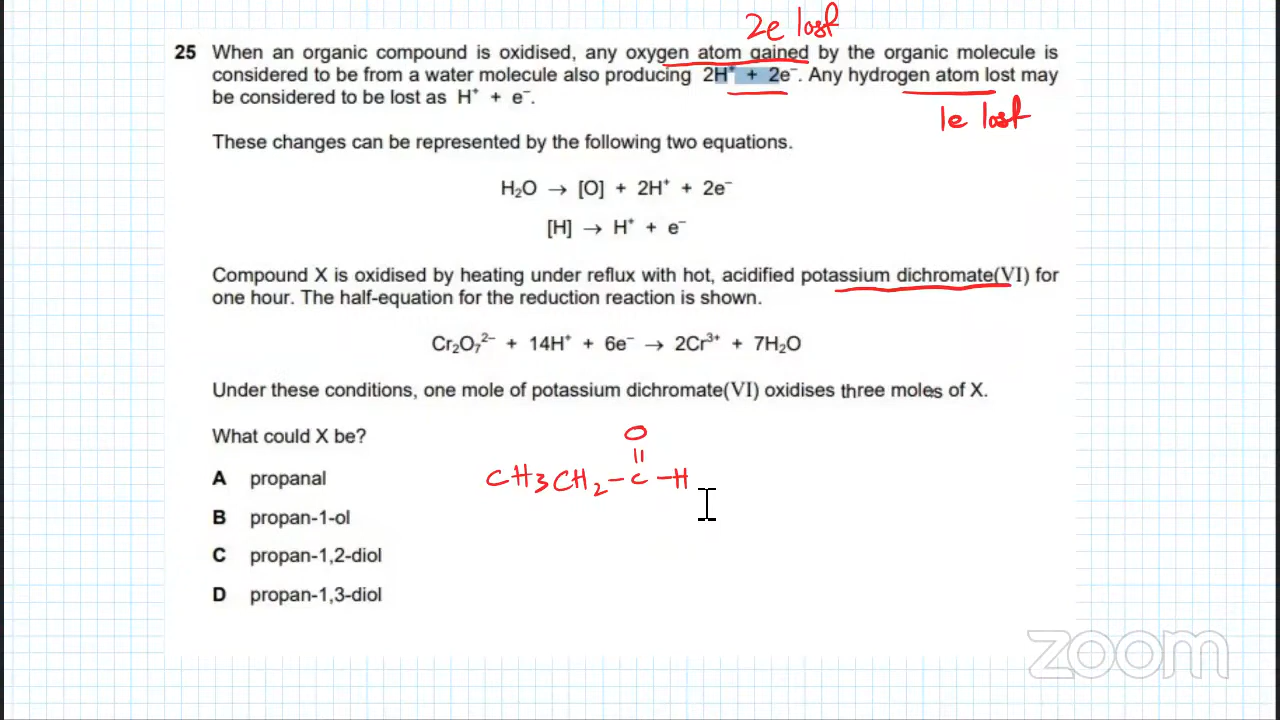 2e lost
25 When an organic compound is oxidised, any oxygen atom gained by the organic molecule is
considered to be from a water molecule also producing 2H⁺ + 2e⁻. Any hydrogen atom lost may
be considered to be lost as H⁺ + e⁻.
1e lost
These changes can be represented by the following two equations.
H₂O → [O] + 2H⁺ + 2e⁻
[H] → H⁺ + e⁻
Compound X is oxidised by heating under reflux with hot, acidified potassium dichromate(VI) for
one hour. The half-equation for the reduction reaction is shown.
Cr₂O₇²⁻ + 14H⁺ + 6e⁻ → 2Cr³⁺ + 7H₂O
Under these conditions, one mole of potassium dichromate(VI) oxidises three moles of X.
What could X be?
O
||
A propanal CH3CH2-C-H
B propan-1-ol
C propan-1,2-diol
D propan-1,3-diol
zoom